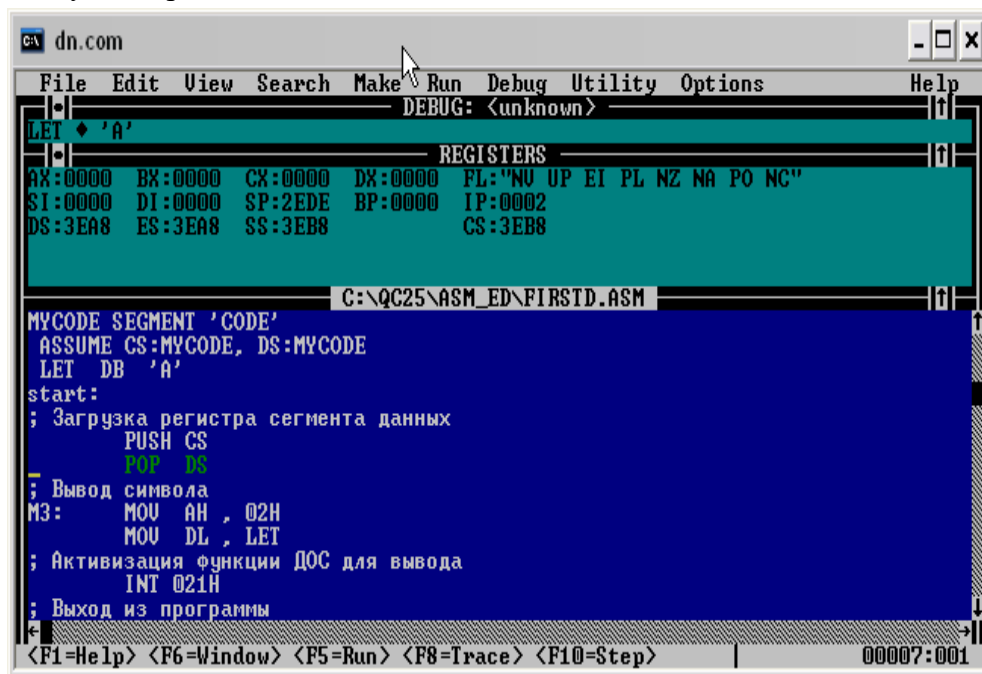 dn.com
File Edit View Search Make Run Debug Utility Options Help
DEBUG: <unknown>
LET ♦ 'A'
REGISTERS
AX:0000 BX:0000 CX:0000 DX:0000 FL:"NV UP EI PL NZ NA PO NC"
SI:0000 DI:0000 SP:2EDE BP:0000 IP:0002
DS:3EA8 ES:3EA8 SS:3EB8 CS:3EB8
C:\QC25\ASM_ED\FIRSTD.ASM
MYCODE SEGMENT 'CODE'
ASSUME CS:MYCODE, DS:MYCODE
LET DB 'A'
start:
; Загрузка регистра сегмента данных
PUSH CS
POP DS
; Вывод символа
M3: MOV AH , 02H
MOV DL , LET
; Активизация функции ДОС для вывода
INT 021H
; Выход из программы
<F1=Help> <F6=Window> <F5=Run> <F8=Trace> <F10=Step> 00007:001